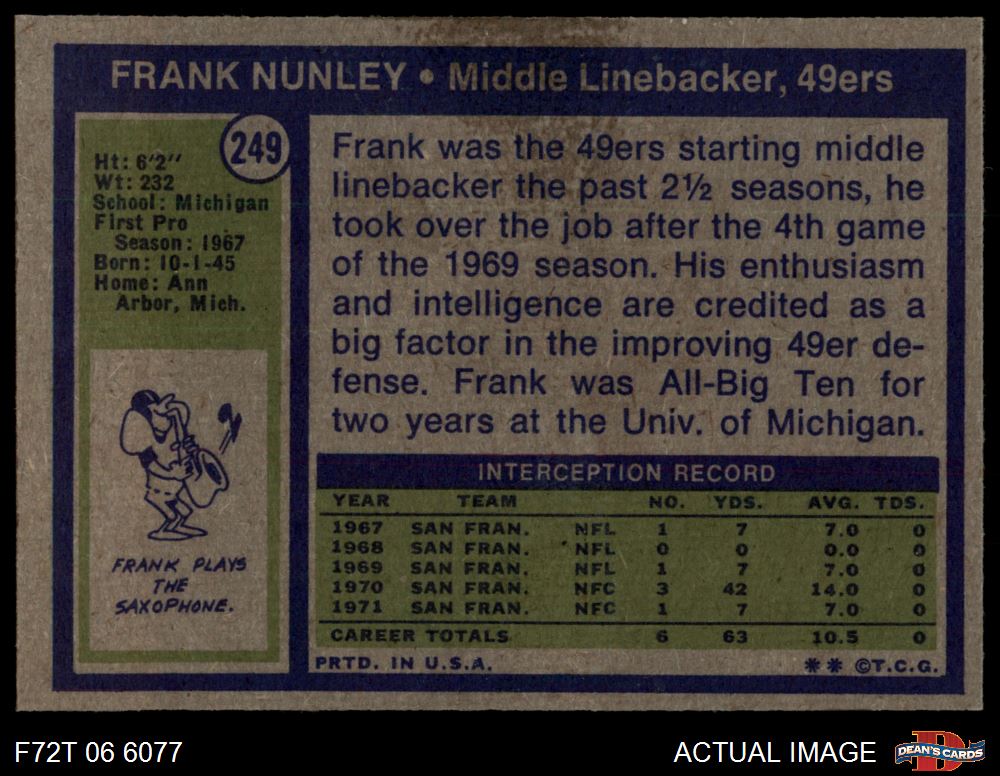 FRANK NUNLEY • Middle Linebacker, 49ers
249
Ht: 6'2"
Wt: 232
School: Michigan
First Pro
Season: 1967
Born: 10-1-45
Home: Ann
Arbor, Mich.
FRANK PLAYS
THE
SAXOPHONE.
Frank was the 49ers starting middle
linebacker the past 2½ seasons, he
took over the job after the 4th game
of the 1969 season. His enthusiasm
and intelligence are credited as a
big factor in the improving 49er de-
fense. Frank was All-Big Ten for
two years at the Univ. of Michigan.
INTERCEPTION RECORD
YEAR TEAM NO. YDS. AVG. TDS.
1967 SAN FRAN. NFL 1 7 7.0 0
1968 SAN FRAN. NFL 0 0 0.0 0
1969 SAN FRAN. NFL 1 7 7.0 0
1970 SAN FRAN. NFC 3 42 14.0 0
1971 SAN FRAN. NFC 1 7 7.0 0
CAREER TOTALS 6 63 10.5 0
PRTD. IN U.S.A. ** ©T.C.G.
F72T 06 6077 ACTUAL IMAGE DEAN'S CARDS